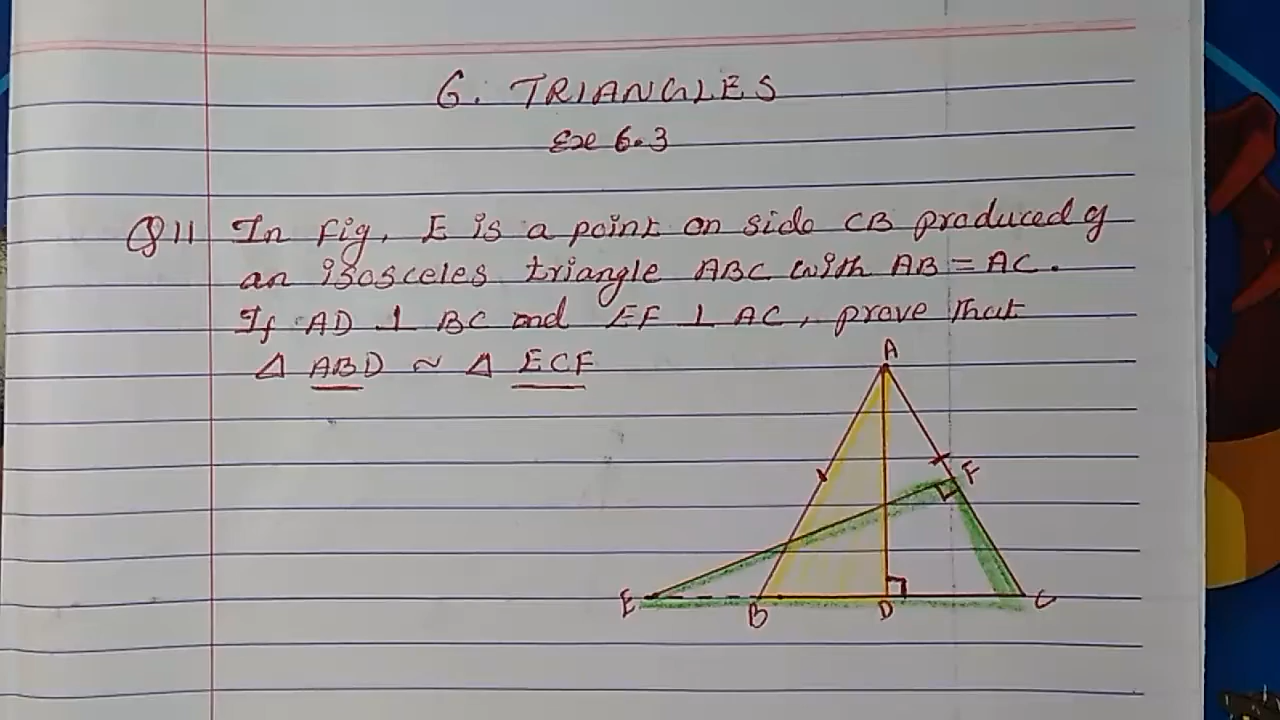 6. TRIANGLES
Exe 6.3
Q11 In fig, E is a point on side CB produced of
an isosceles triangle ABC with AB = AC.
If AD ⊥ BC and EF ⊥ AC, prove that
Δ ABD ~ Δ ECF
A
F
E
B
D
C